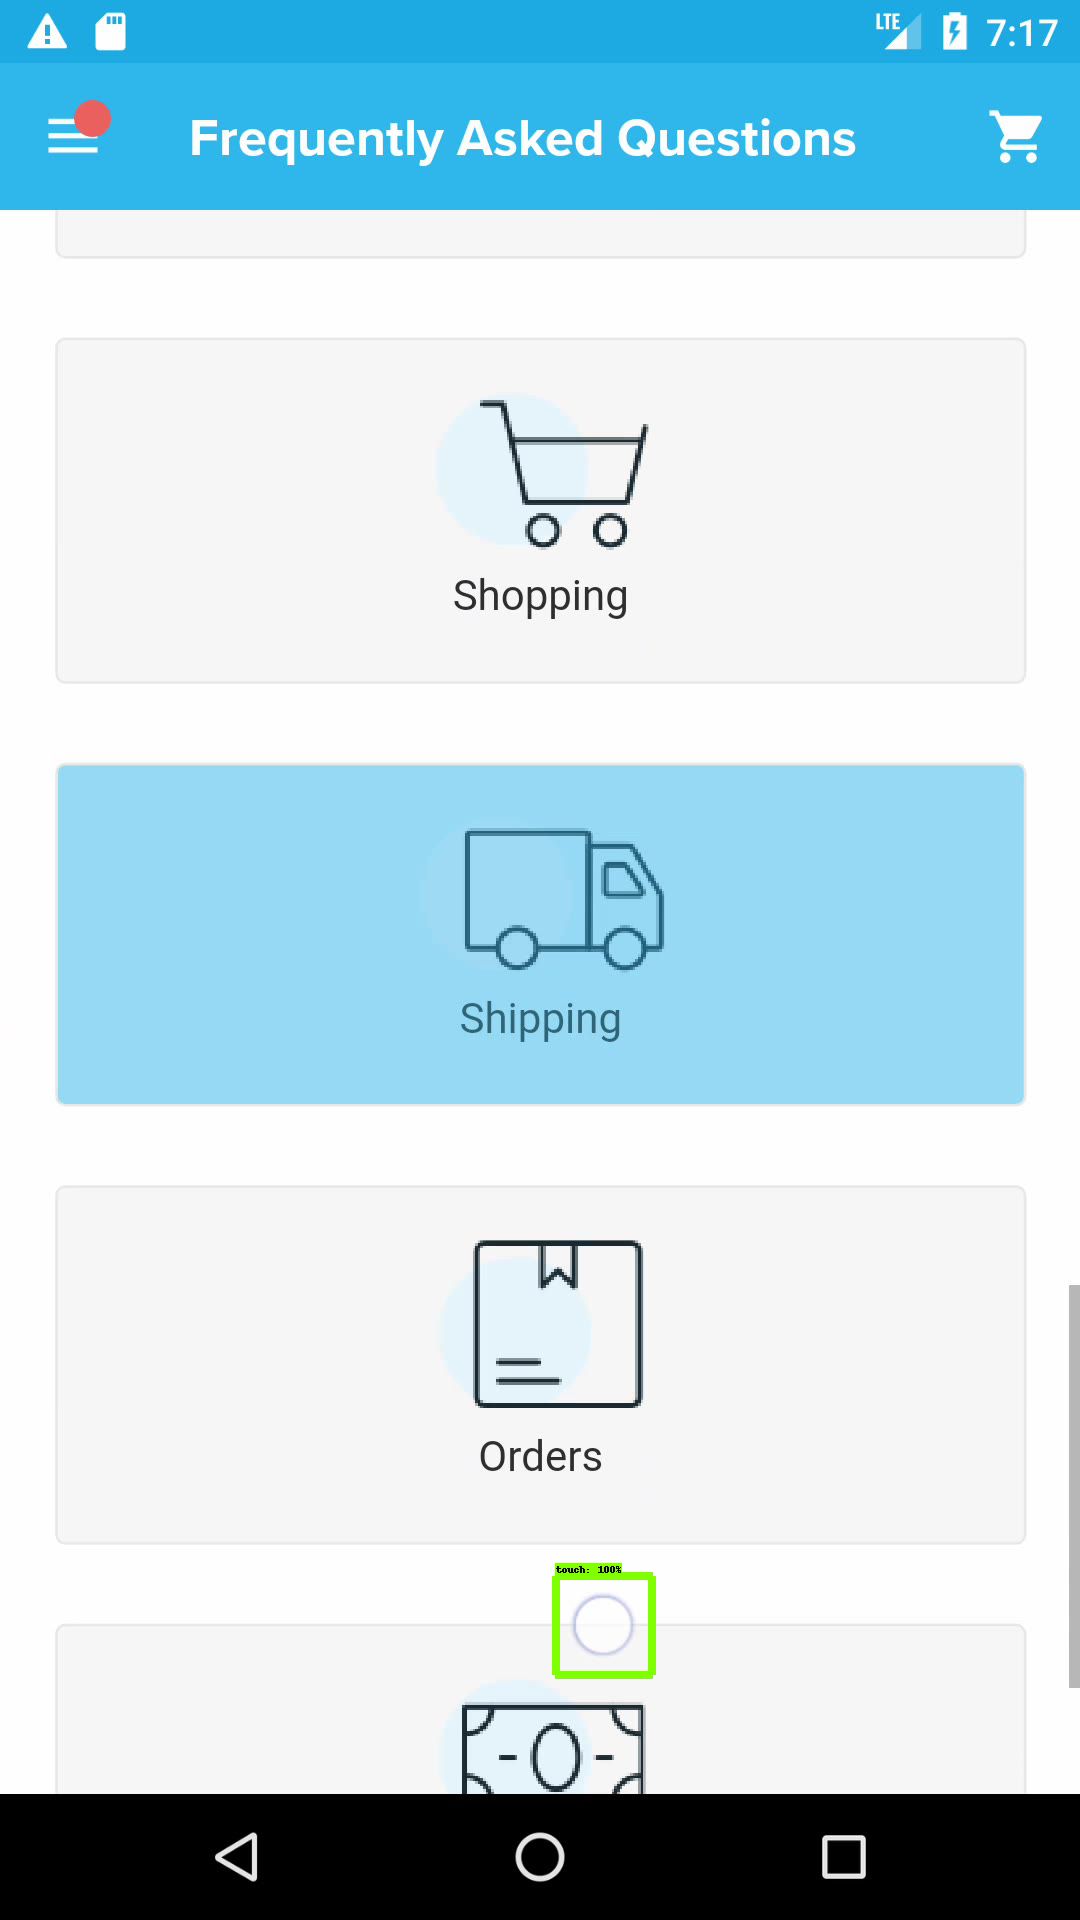 LTE 7:17
Frequently Asked Questions
Shopping
Shipping
Orders
touch: 100%